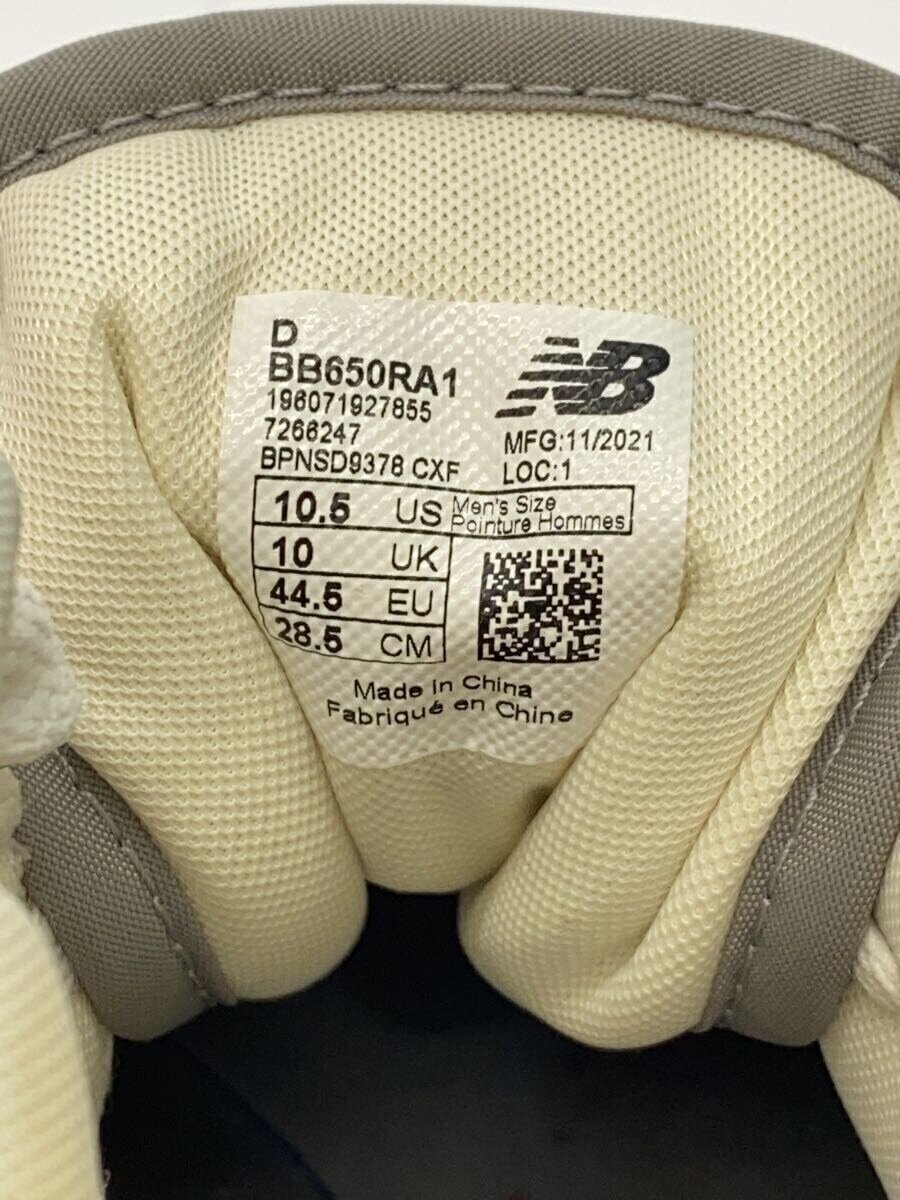 D
BB650RA1
196071927855
7266247
BPNSD9378 CXF
NB
MFG:11/2021
LOC:1
10.5 US Men's Size
Pointure Hommes
10 UK
44.5 EU
28.5 CM
Made in China
Fabriqué en Chine